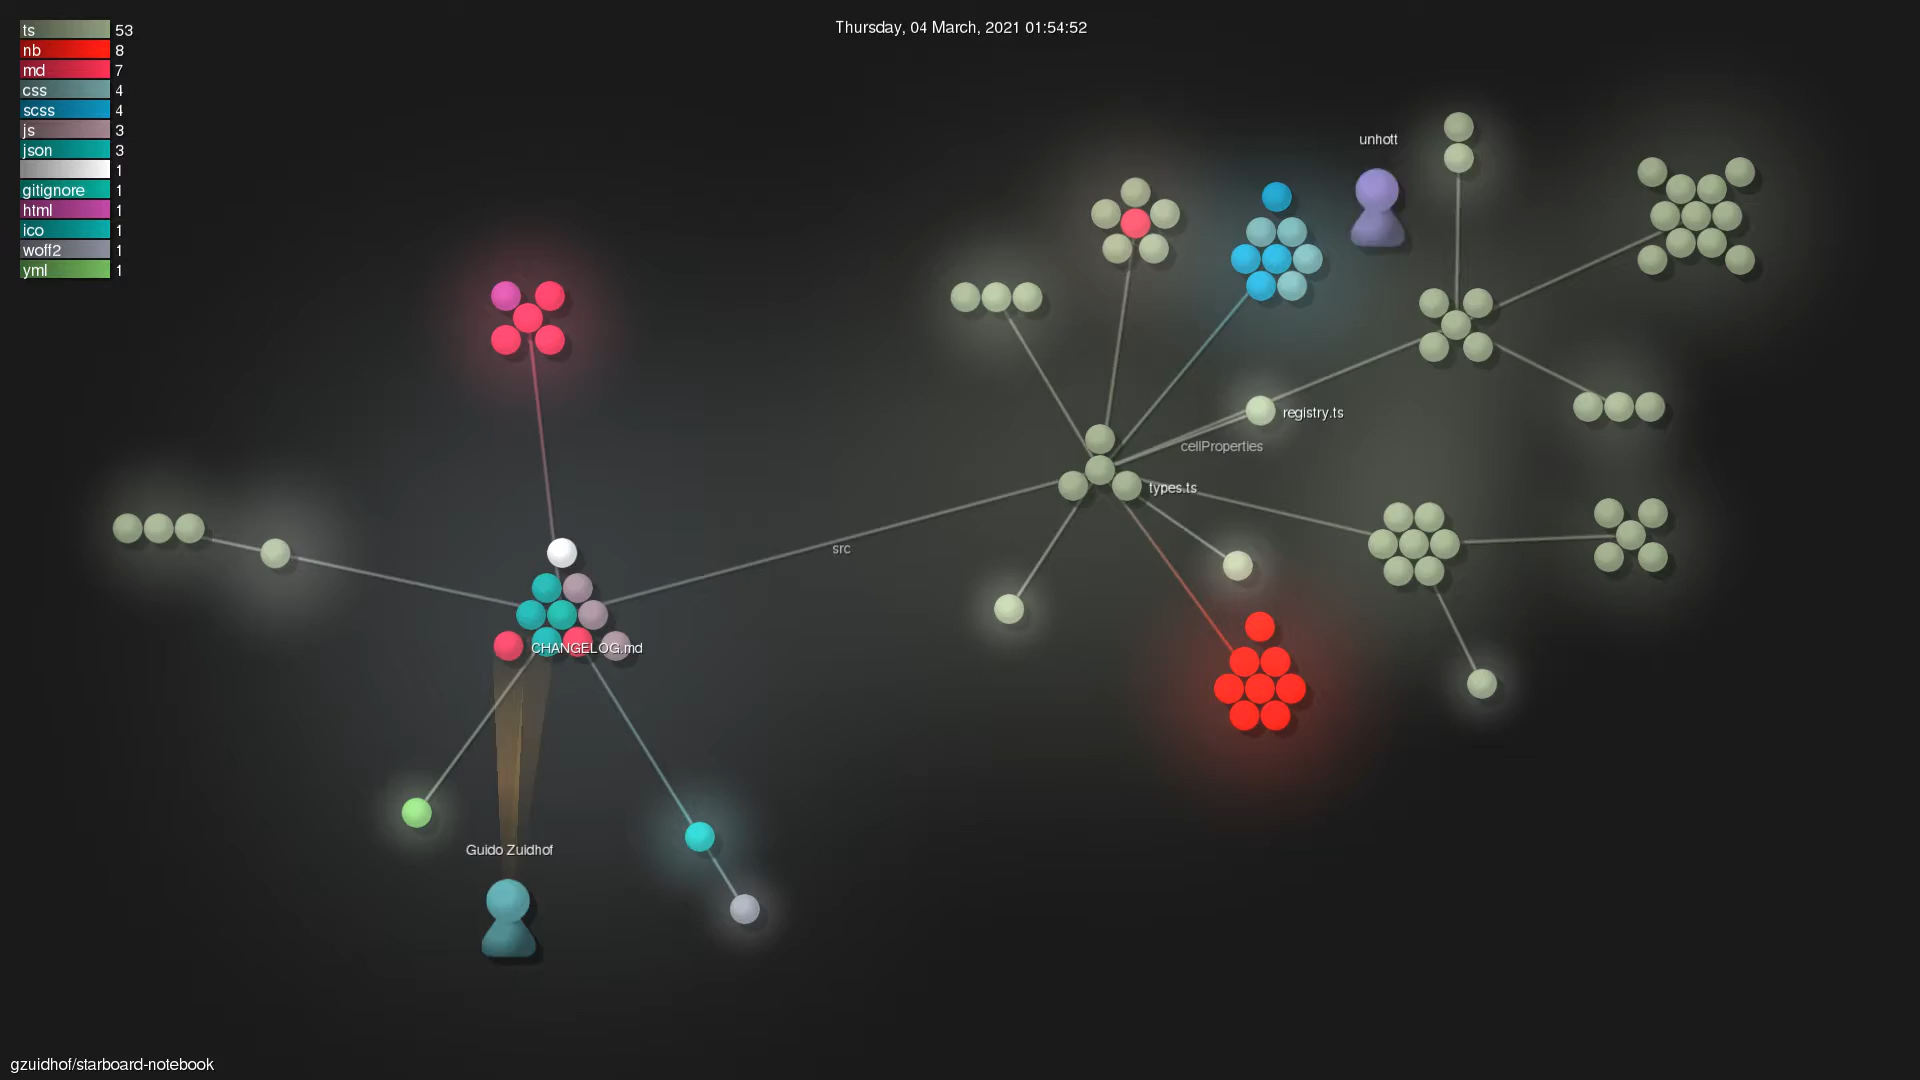 Thursday, 04 March, 2021 01:54:52
ts 53
nb 8
md 7
css 4
scss 4
js 3
json 3
1
gitignore 1
html 1
ico 1
woff2 1
yml 1
unhott
registry.ts
cellProperties
types.ts
src
CHANGELOG.md
Guido Zuidhof
gzuidhof/starboard-notebook